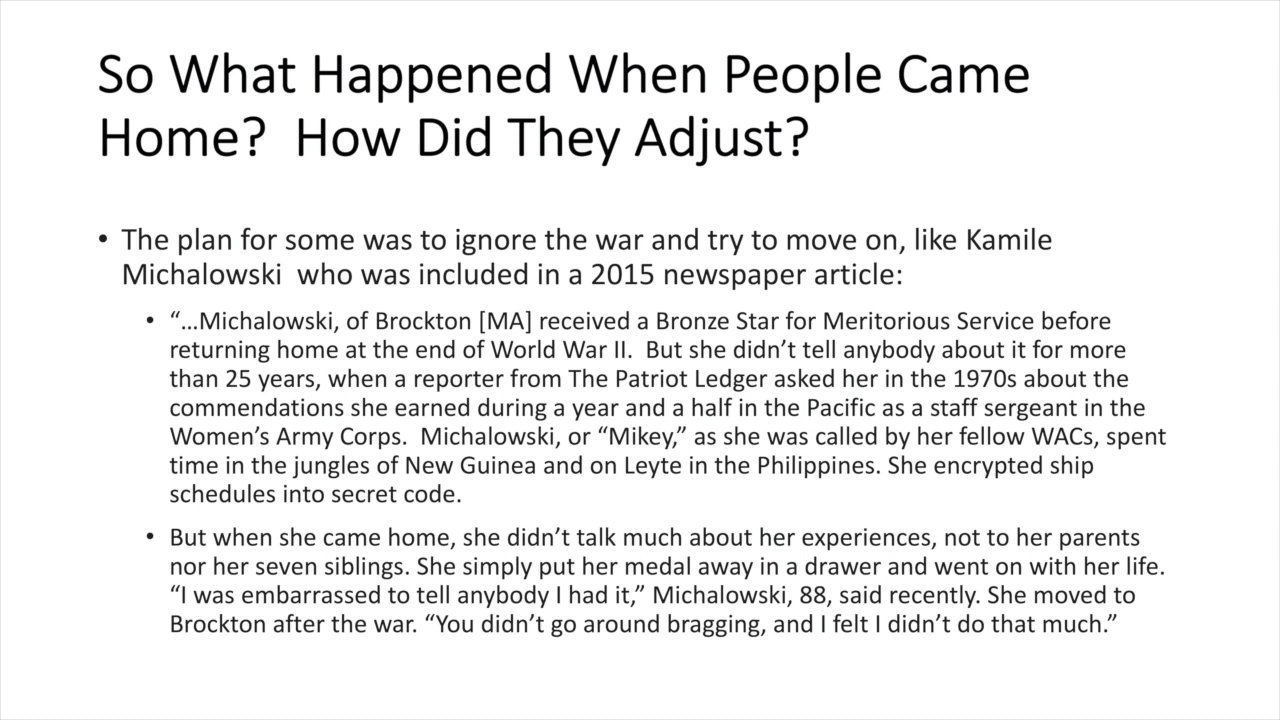 So What Happened When People Came
Home?  How Did They Adjust?
• The plan for some was to ignore the war and try to move on, like Kamile
Michalowski  who was included in a 2015 newspaper article:
• “…Michalowski, of Brockton [MA] received a Bronze Star for Meritorious Service before
returning home at the end of World War II.  But she didn’t tell anybody about it for more
than 25 years, when a reporter from The Patriot Ledger asked her in the 1970s about the
commendations she earned during a year and a half in the Pacific as a staff sergeant in the
Women’s Army Corps.  Michalowski, or “Mikey,” as she was called by her fellow WACs, spent
time in the jungles of New Guinea and on Leyte in the Philippines. She encrypted ship
schedules into secret code.
• But when she came home, she didn’t talk much about her experiences, not to her parents
nor her seven siblings. She simply put her medal away in a drawer and went on with her life.
“I was embarrassed to tell anybody I had it,” Michalowski, 88, said recently. She moved to
Brockton after the war. “You didn’t go around bragging, and I felt I didn’t do that much.”